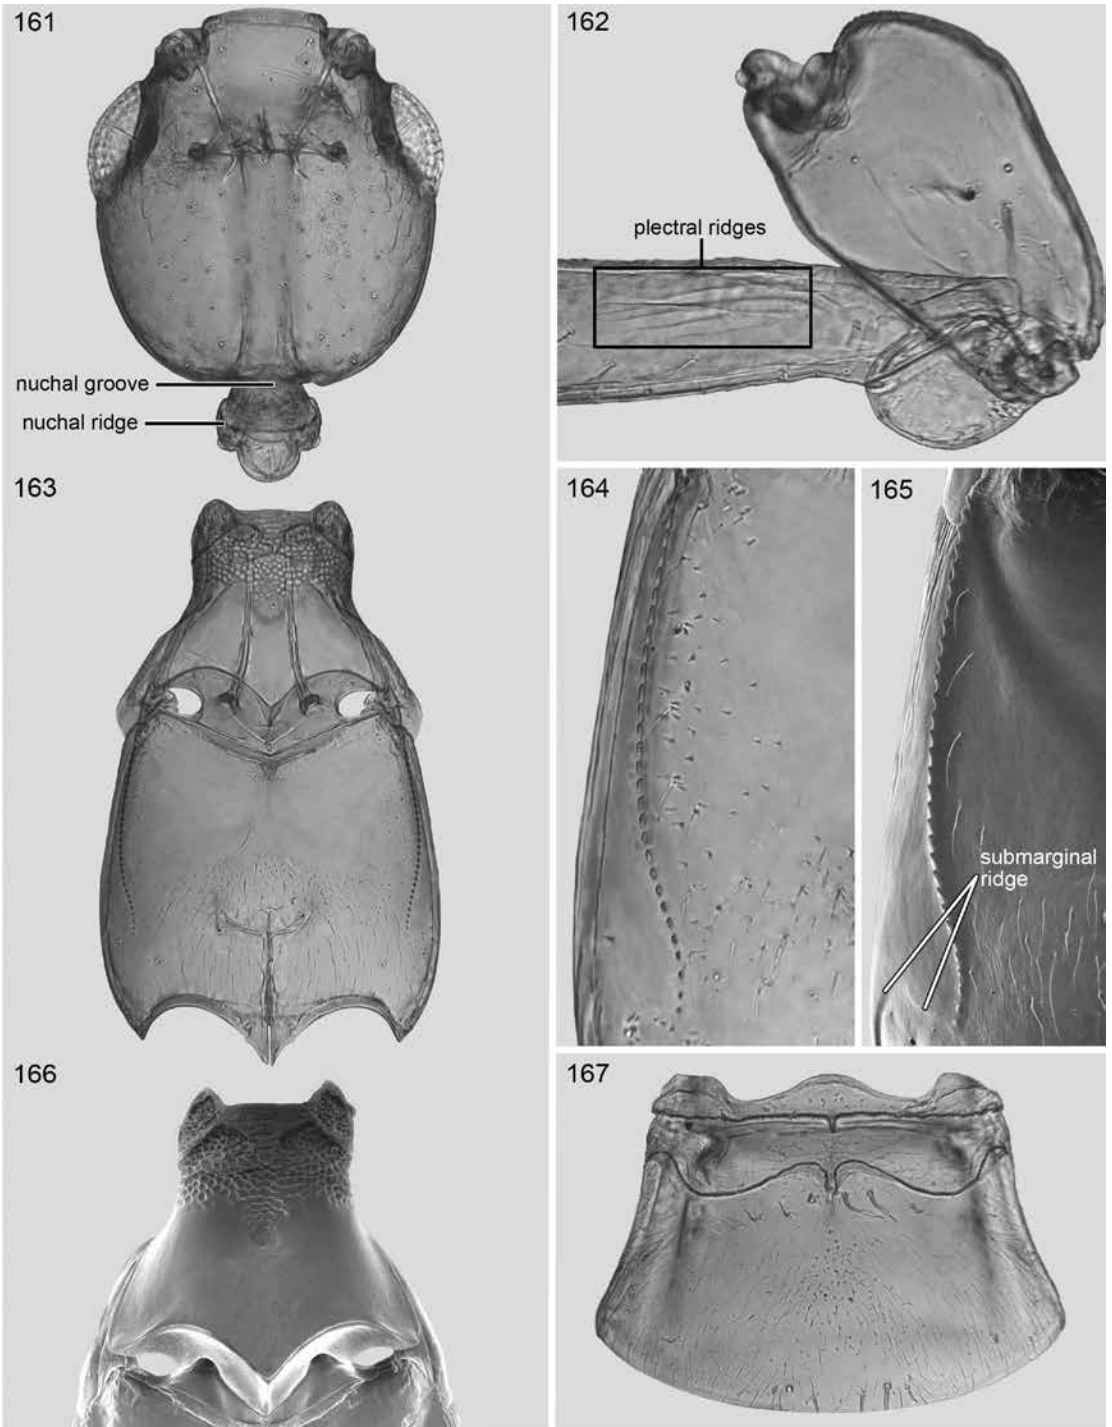 161
nuchal groove
nuchal ridge
162
plectral ridges
163
164
165
submarginal
ridge
166
167